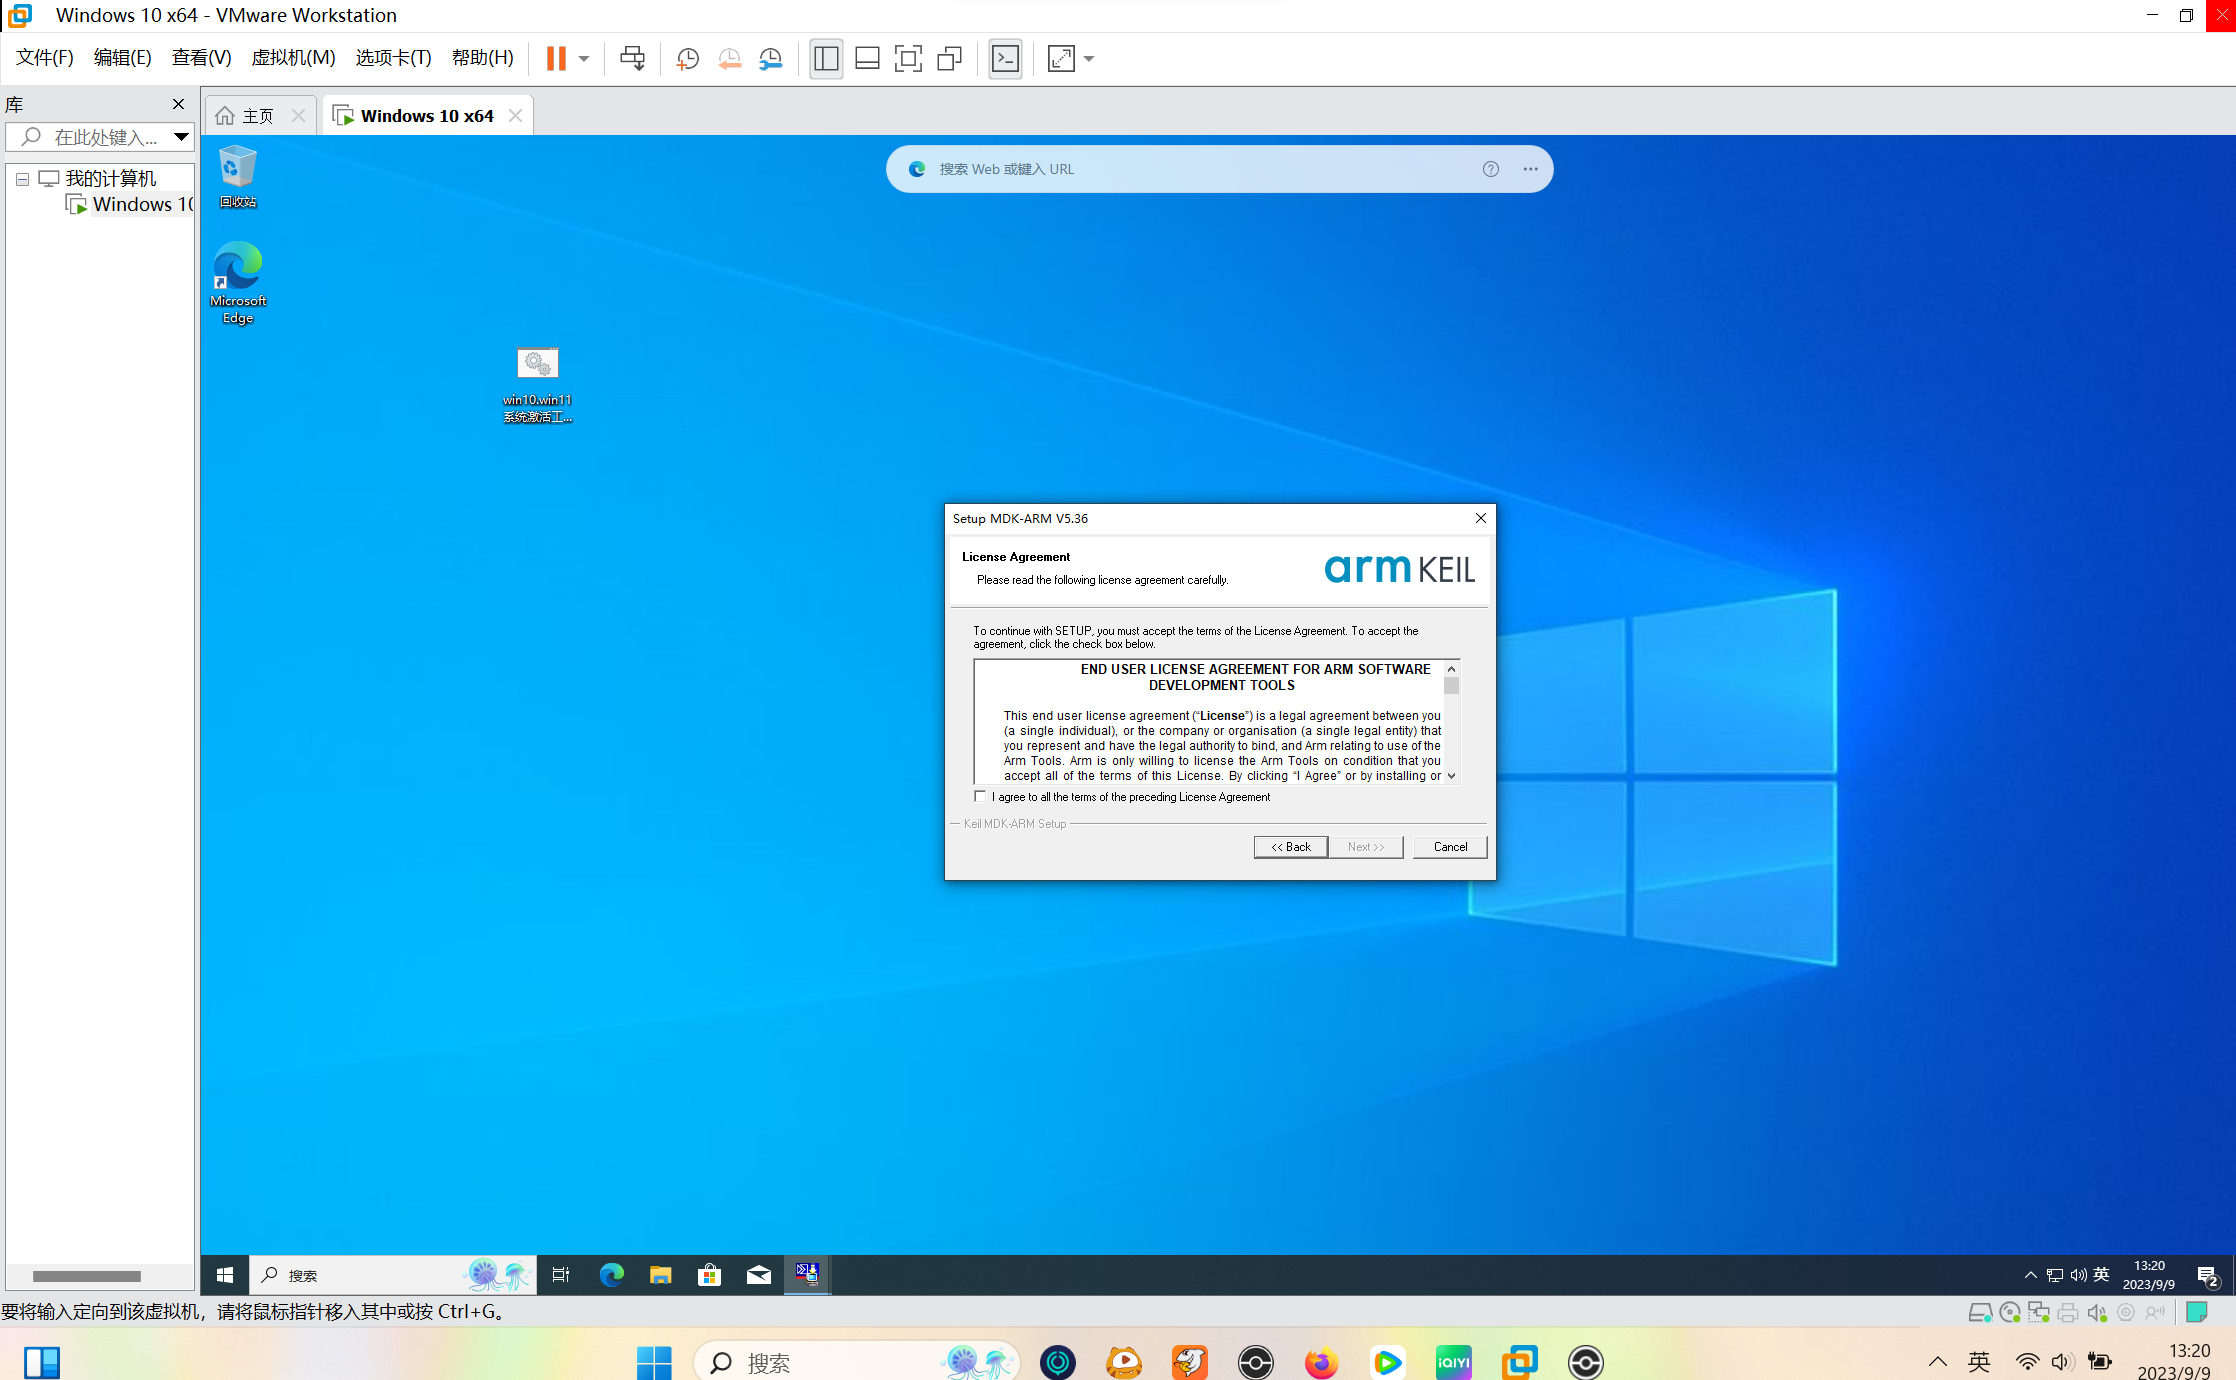 Windows 10 x64 - VMware Workstation
文件(F) 编辑(E) 查看(V) 虚拟机(M) 选项卡(T) 帮助(H)
库
主页
Windows 10 x64
在此处键入...
我的计算机
Windows 10
回收站
搜索 Web 或键入 URL
Microsoft
Edge
win10.win11
系统激活工...
Setup MDK-ARM V5.36
License Agreement
Please read the following license agreement carefully.
arm KEIL
To continue with SETUP, you must accept the terms of the License Agreement. To accept the
agreement, click the check box below.
END USER LICENSE AGREEMENT FOR ARM SOFTWARE
DEVELOPMENT TOOLS
This end user license agreement (“License”) is a legal agreement between you
(a single individual), or the company or organisation (a single legal entity) that
you represent and have the legal authority to bind, and Arm relating to use of the
Arm Tools. Arm is only willing to license the Arm Tools on condition that you
accept all of the terms of this License. By clicking “I Agree” or by installing or
I agree to all the terms of the preceding License Agreement
Keil MDK-ARM Setup
<< Back
Next >>
Cancel
搜索
英
13:20
2023/9/9
2
要将输入定向到该虚拟机，请将鼠标指针移入其中或按 Ctrl+G。
搜索
iQIYI
英
13:20
2023/9/9